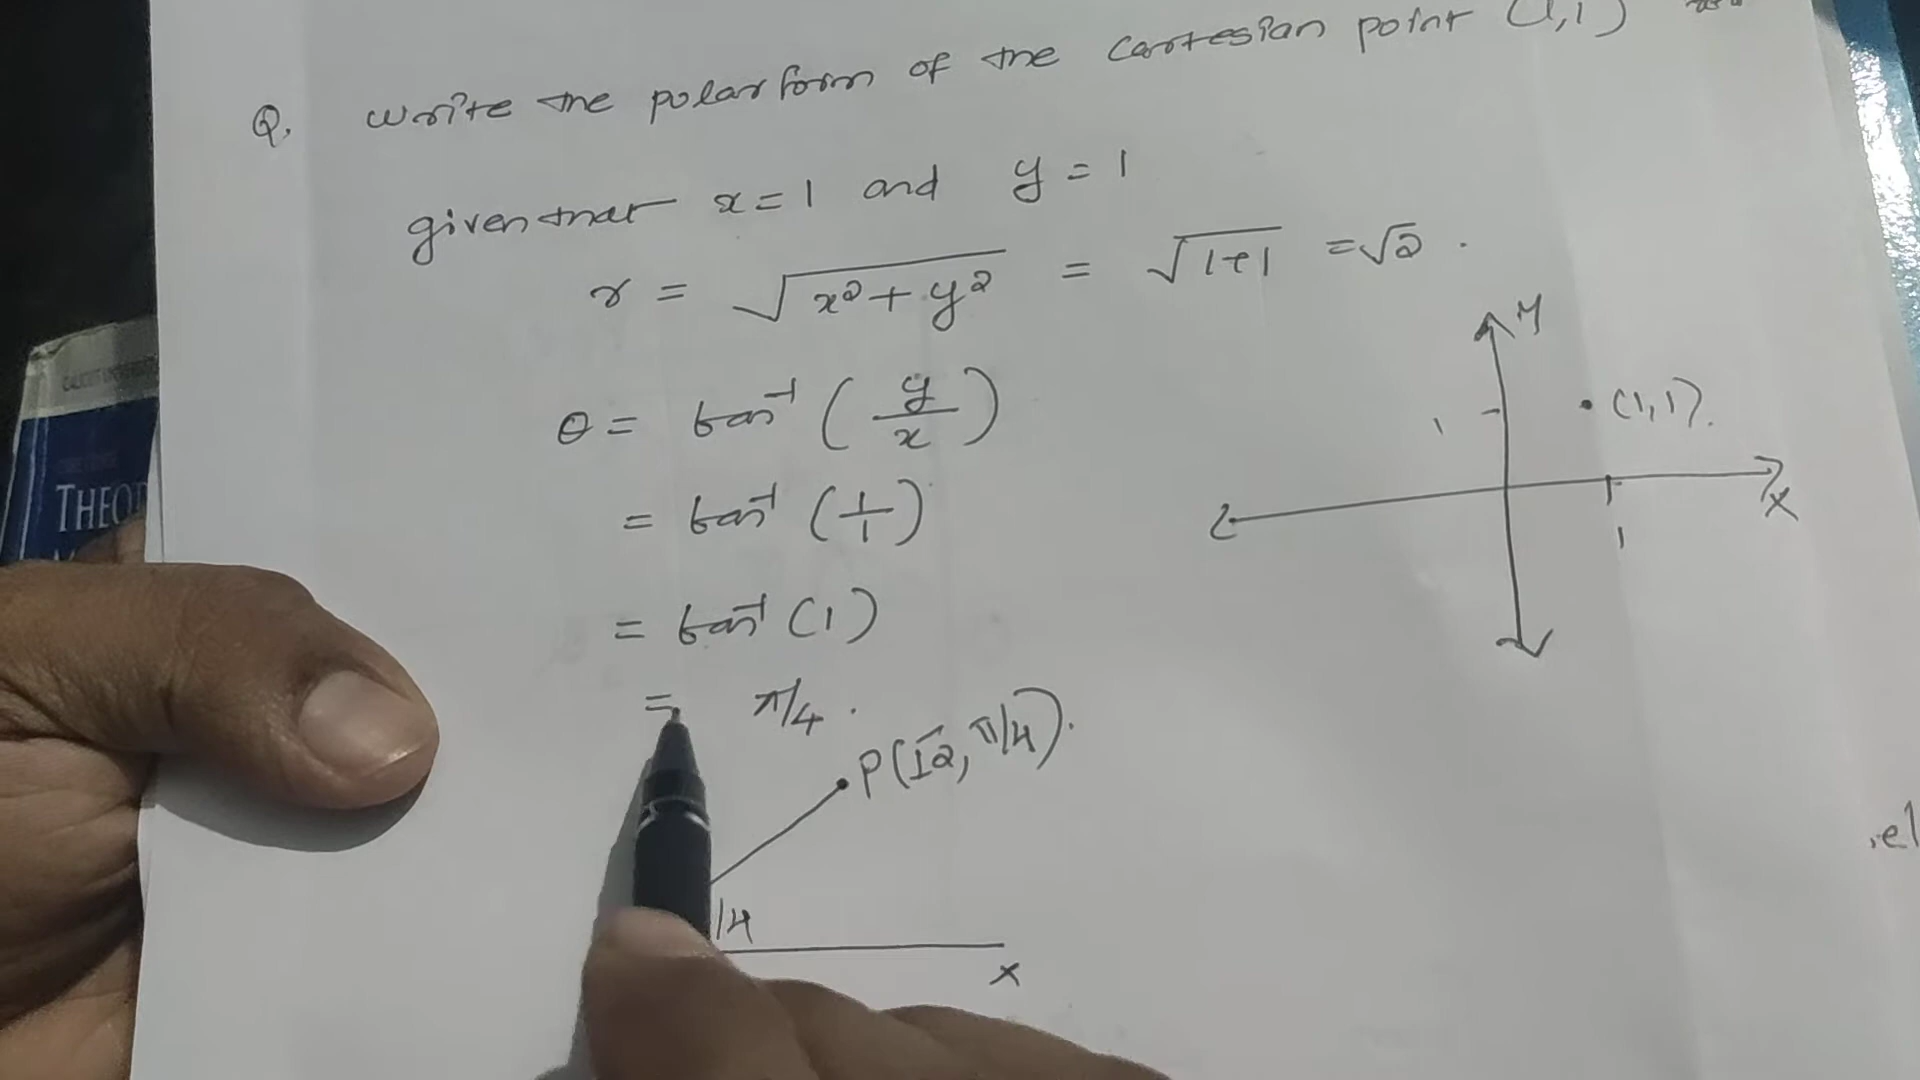 Q. Write the polar form of the Cartesian point (1,1)
given that x = 1 and y = 1
r = √(x² + y²) = √(1+1) = √2.
θ = tan⁻¹ (y/x)
= tan⁻¹ (1/1)
= tan⁻¹ (1)
= π/4.
P(√2, π/4).
/4
x
y
1
(1,1).
x
1
THEO